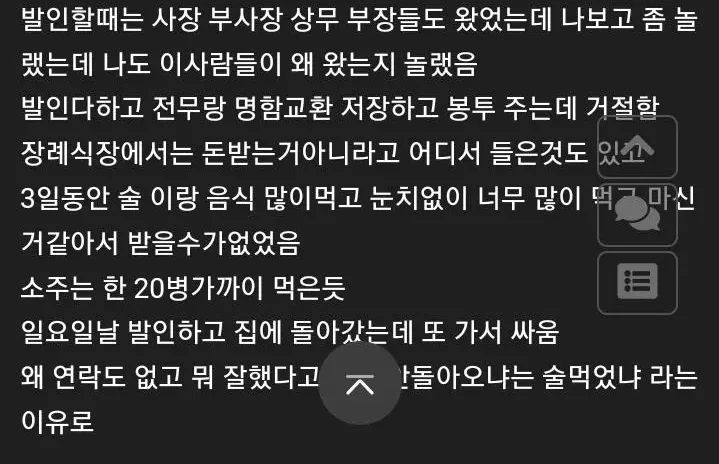 발인할때는 사장 부사장 상무 부장들도 왔었는데 나보고 좀 놀
랬는데 나도 이사람들이 왜 왔는지 놀랬음
발인다하고 전무랑 명함교환 저장하고 봉투 주는데 거절함
장례식장에서는 돈받는거아니라고 어디서 들은것도 있고
3일동안 술 이랑 음식 많이먹고 눈치없이 너무 많이 먹고 마신
거같아서 받을수가없었음
소주는 한 20병가까이 먹은듯
일요일날 발인하고 집에 돌아갔는데 또 가서 싸움
왜 연락도 없고 뭐 잘했다고 안돌아오냐는 술먹었냐 라는
이유로